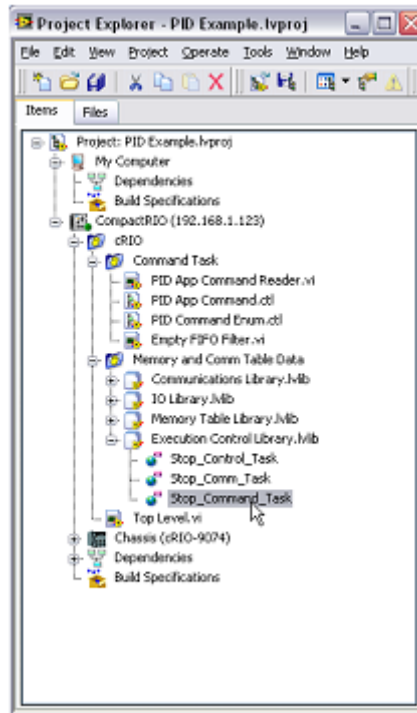 Project Explorer - PID Example.lvproj
File Edit View Project Operate Tools Window Help
Items Files
Project: PID Example.lvproj
My Computer
Dependencies
Build Specifications
CompactRIO (192.168.1.123)
cRIO
Command Task
PID App Command Reader.vi
PID App Command.ctl
PID Command Enum.ctl
Empty FIFO Filter.vi
Memory and Comm Table Data
Communications Library.lvlib
IO Library.lvlib
Memory Table Library.lvlib
Execution Control Library.lvlib
Stop_Control_Task
Stop_Comm_Task
Stop_Command_Task
Top Level.vi
Chassis (cRIO-9074)
Dependencies
Build Specifications